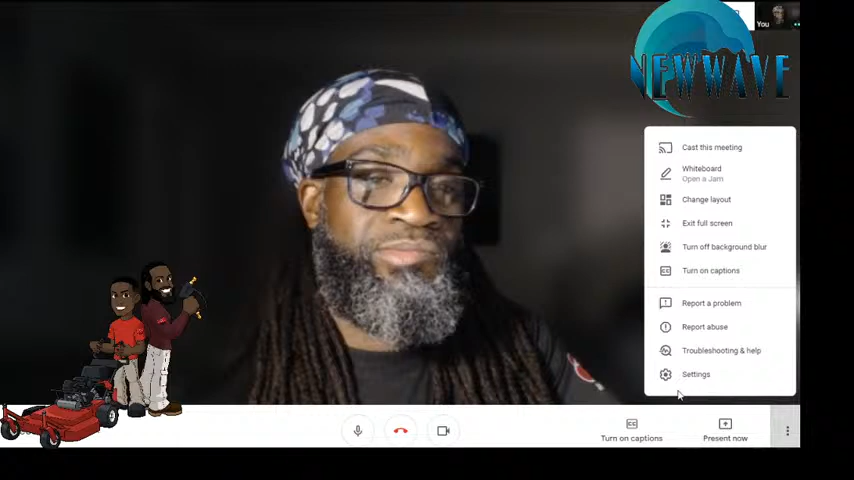 You
NEWWAVE
Cast this meeting
Whiteboard
Open a Jam
Change layout
Exit full screen
Turn off background blur
Turn on captions
Report a problem
Report abuse
Troubleshooting & help
Settings
Turn on captions
Present now